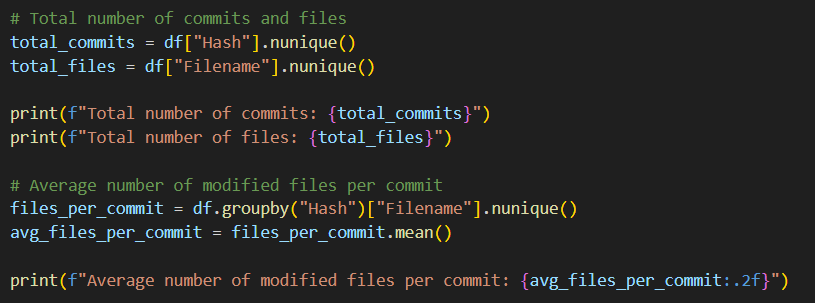 # Total number of commits and files
total_commits = df["Hash"].nunique()
total_files = df["Filename"].nunique()
print(f"Total number of commits: {total_commits}")
print(f"Total number of files: {total_files}")
# Average number of modified files per commit
files_per_commit = df.groupby("Hash")["Filename"].nunique()
avg_files_per_commit = files_per_commit.mean()
print(f"Average number of modified files per commit: {avg_files_per_commit:.2f}")